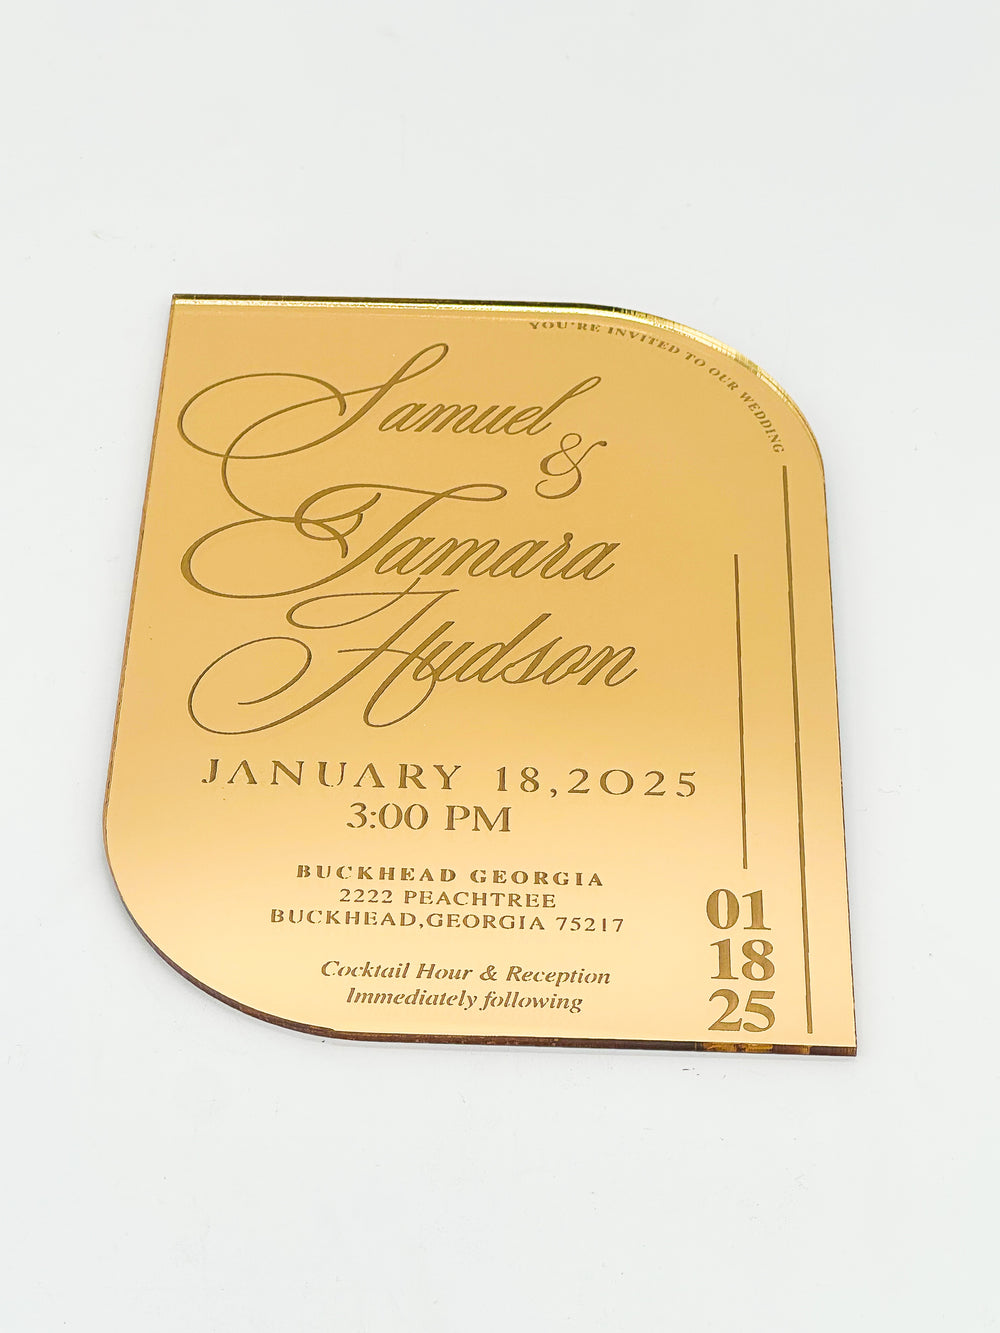 YOU'RE INVITED TO OUR WEDDING
Samuel
&
Tamara
Hudson
JANUARY 18,2025
3:00 PM
BUCKHEAD GEORGIA
2222 PEACHTREE
BUCKHEAD,GEORGIA 75217
Cocktail Hour & Reception
Immediately following
01
18
25